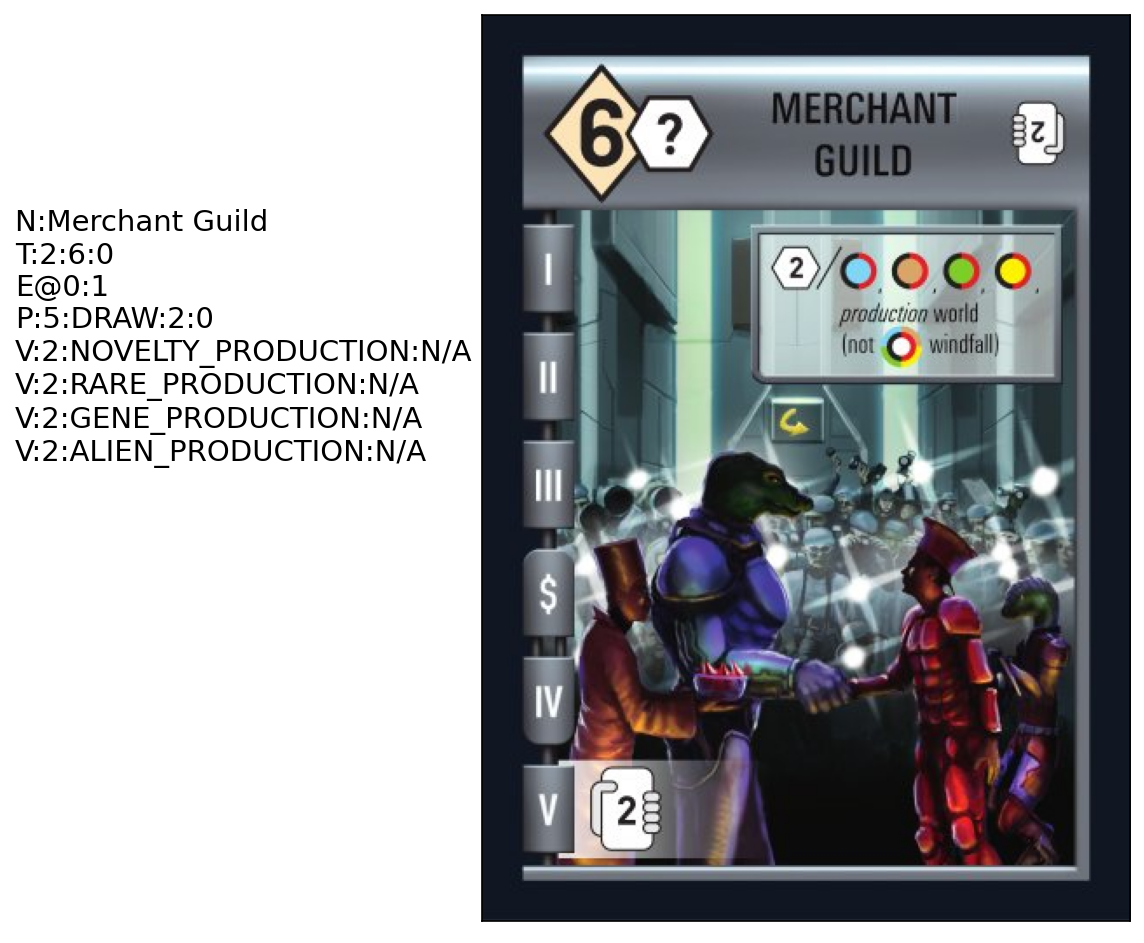 N:Merchant Guild
T:2:6:0
E@0:1
P:5:DRAW:2:0
V:2:NOVELTY_PRODUCTION:N/A
V:2:RARE_PRODUCTION:N/A
V:2:GENE_PRODUCTION:N/A
V:2:ALIEN_PRODUCTION:N/A
6 ? MERCHANT
GUILD
2
I
II
III
$
IV
V
2/ , , , ,
production world
(not windfall)
2